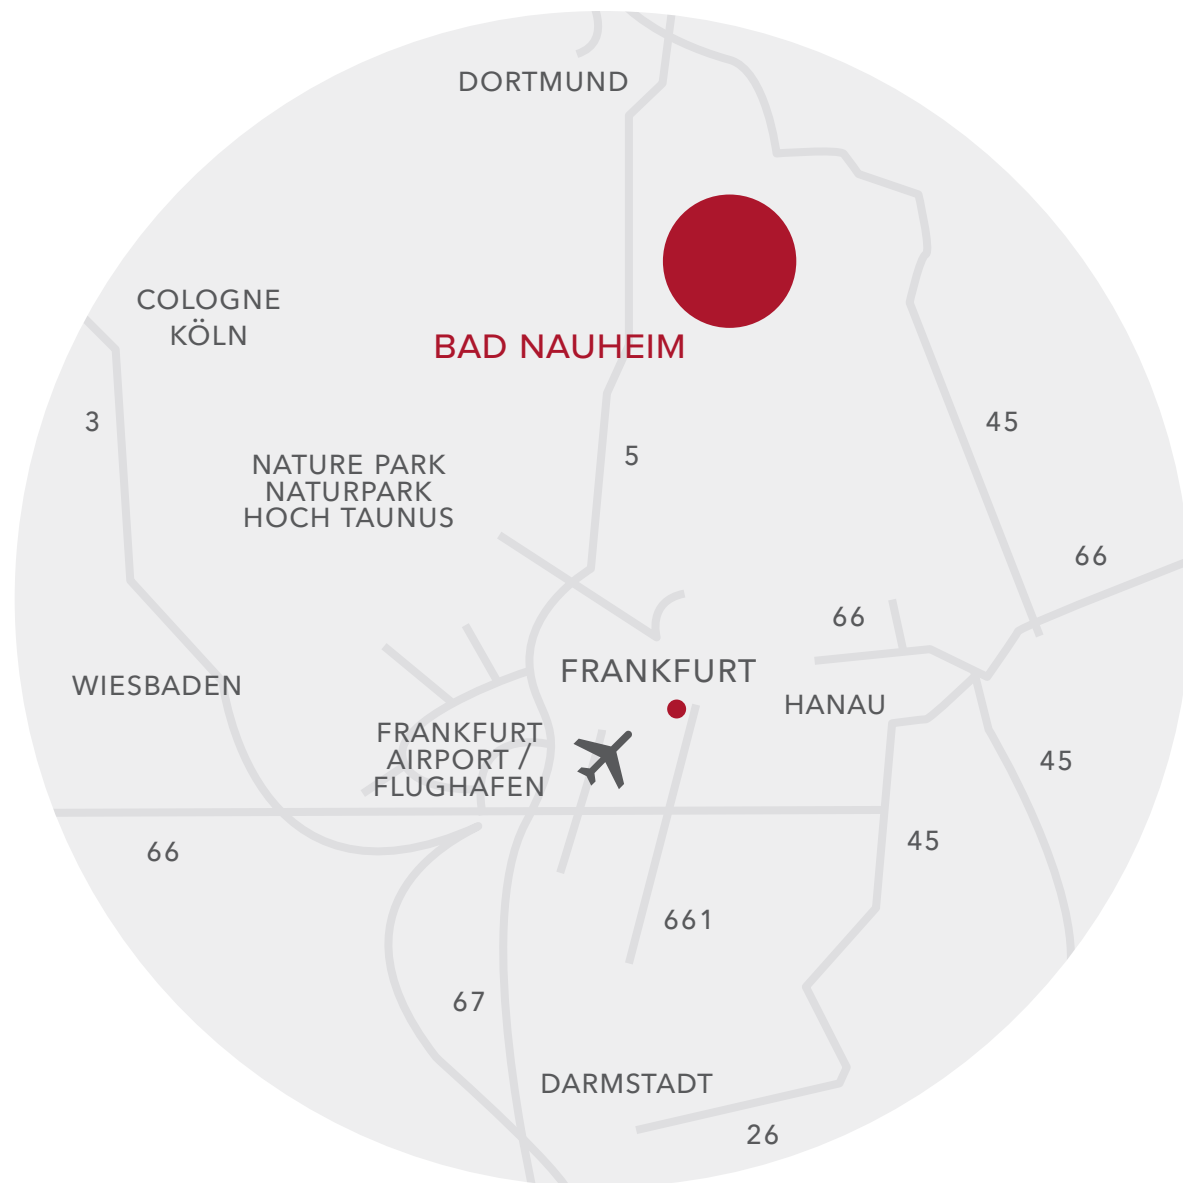 DORTMUND
COLOGNE
KÖLN
BAD NAUHEIM
3
45
5
NATURE PARK
NATURPARK
HOCH TAUNUS
66
66
FRANKFURT
WIESBADEN
HANAU
FRANKFURT
AIRPORT /
FLUGHAFEN
45
45
66
661
67
DARMSTADT
26